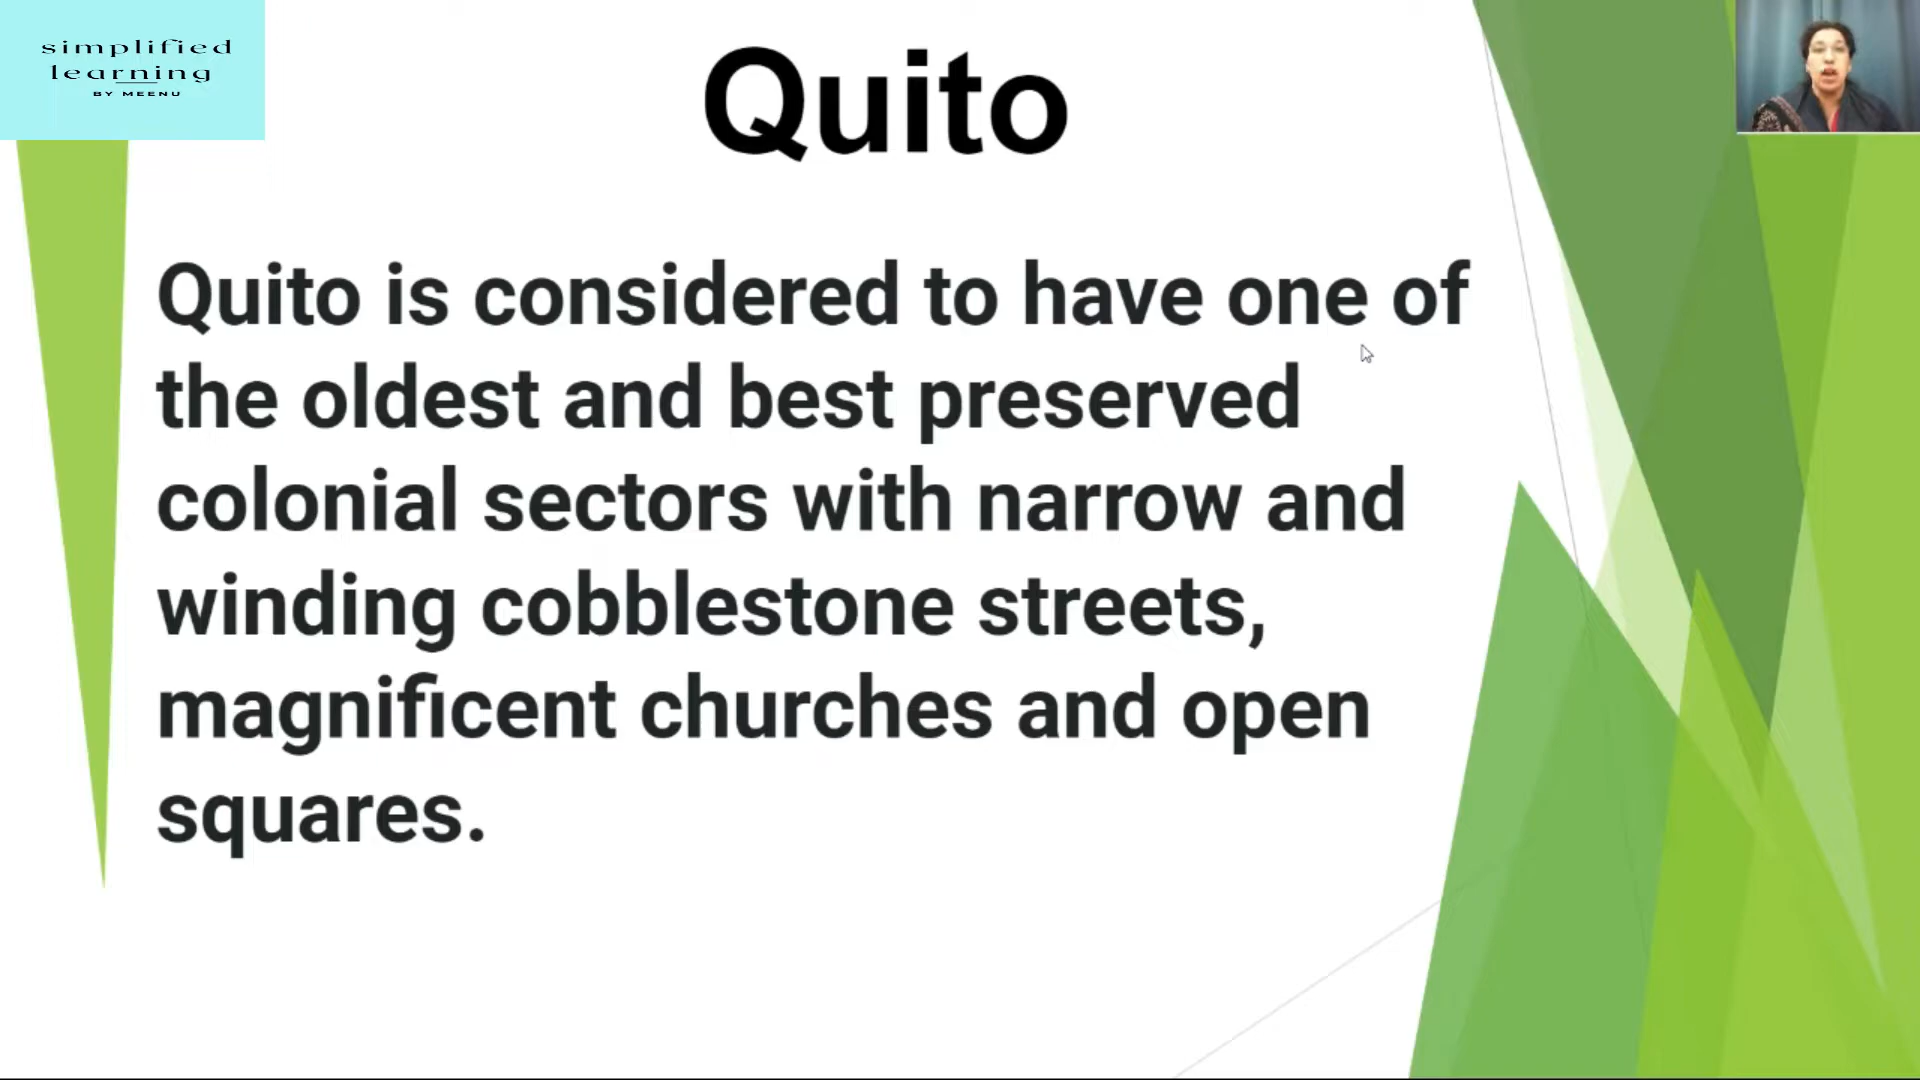 simplified
learning
BY MEENU
Quito
Quito is considered to have one of
the oldest and best preserved
colonial sectors with narrow and
winding cobblestone streets,
magnificent churches and open
squares.